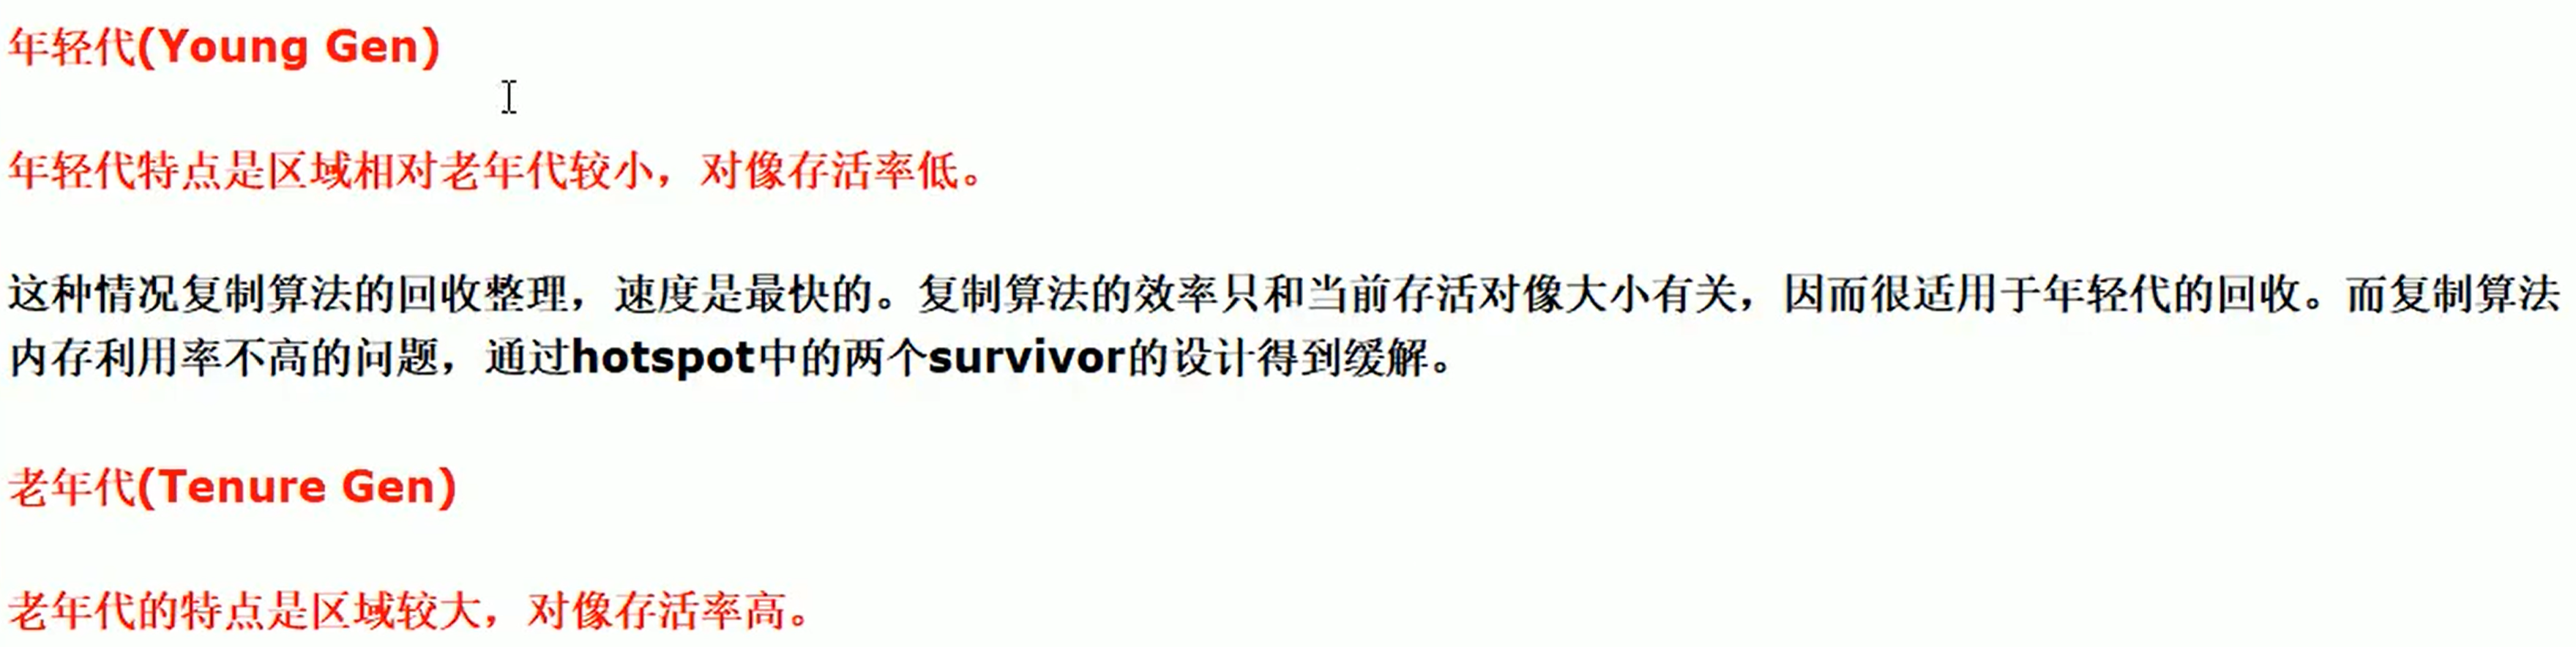 年轻代(Young Gen)
年轻代特点是区域相对老年代较小，对像存活率低。
这种情况复制算法的回收整理，速度是最快的。复制算法的效率只和当前存活对像大小有关，因而很适用于年轻代的回收。而复制算法
内存利用率不高的问题，通过hotspot中的两个survivor的设计得到缓解。
老年代(Tenure Gen)
老年代的特点是区域较大，对像存活率高。